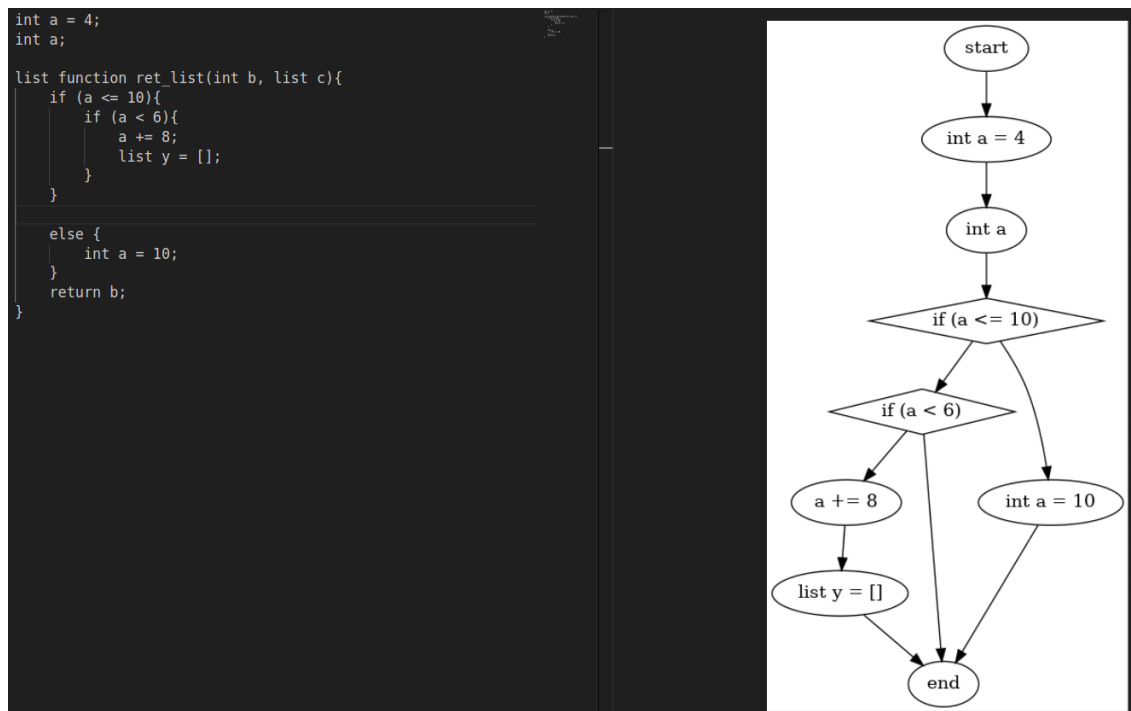 int a = 4;
int a;
list function ret_list(int b, list c){
if (a <= 10){
if (a < 6){
a += 8;
list y = [];
}
}
else {
int a = 10;
}
return b;
}
start
int a = 4
int a
if (a <= 10)
if (a < 6)
a += 8
int a = 10
list y = []
end